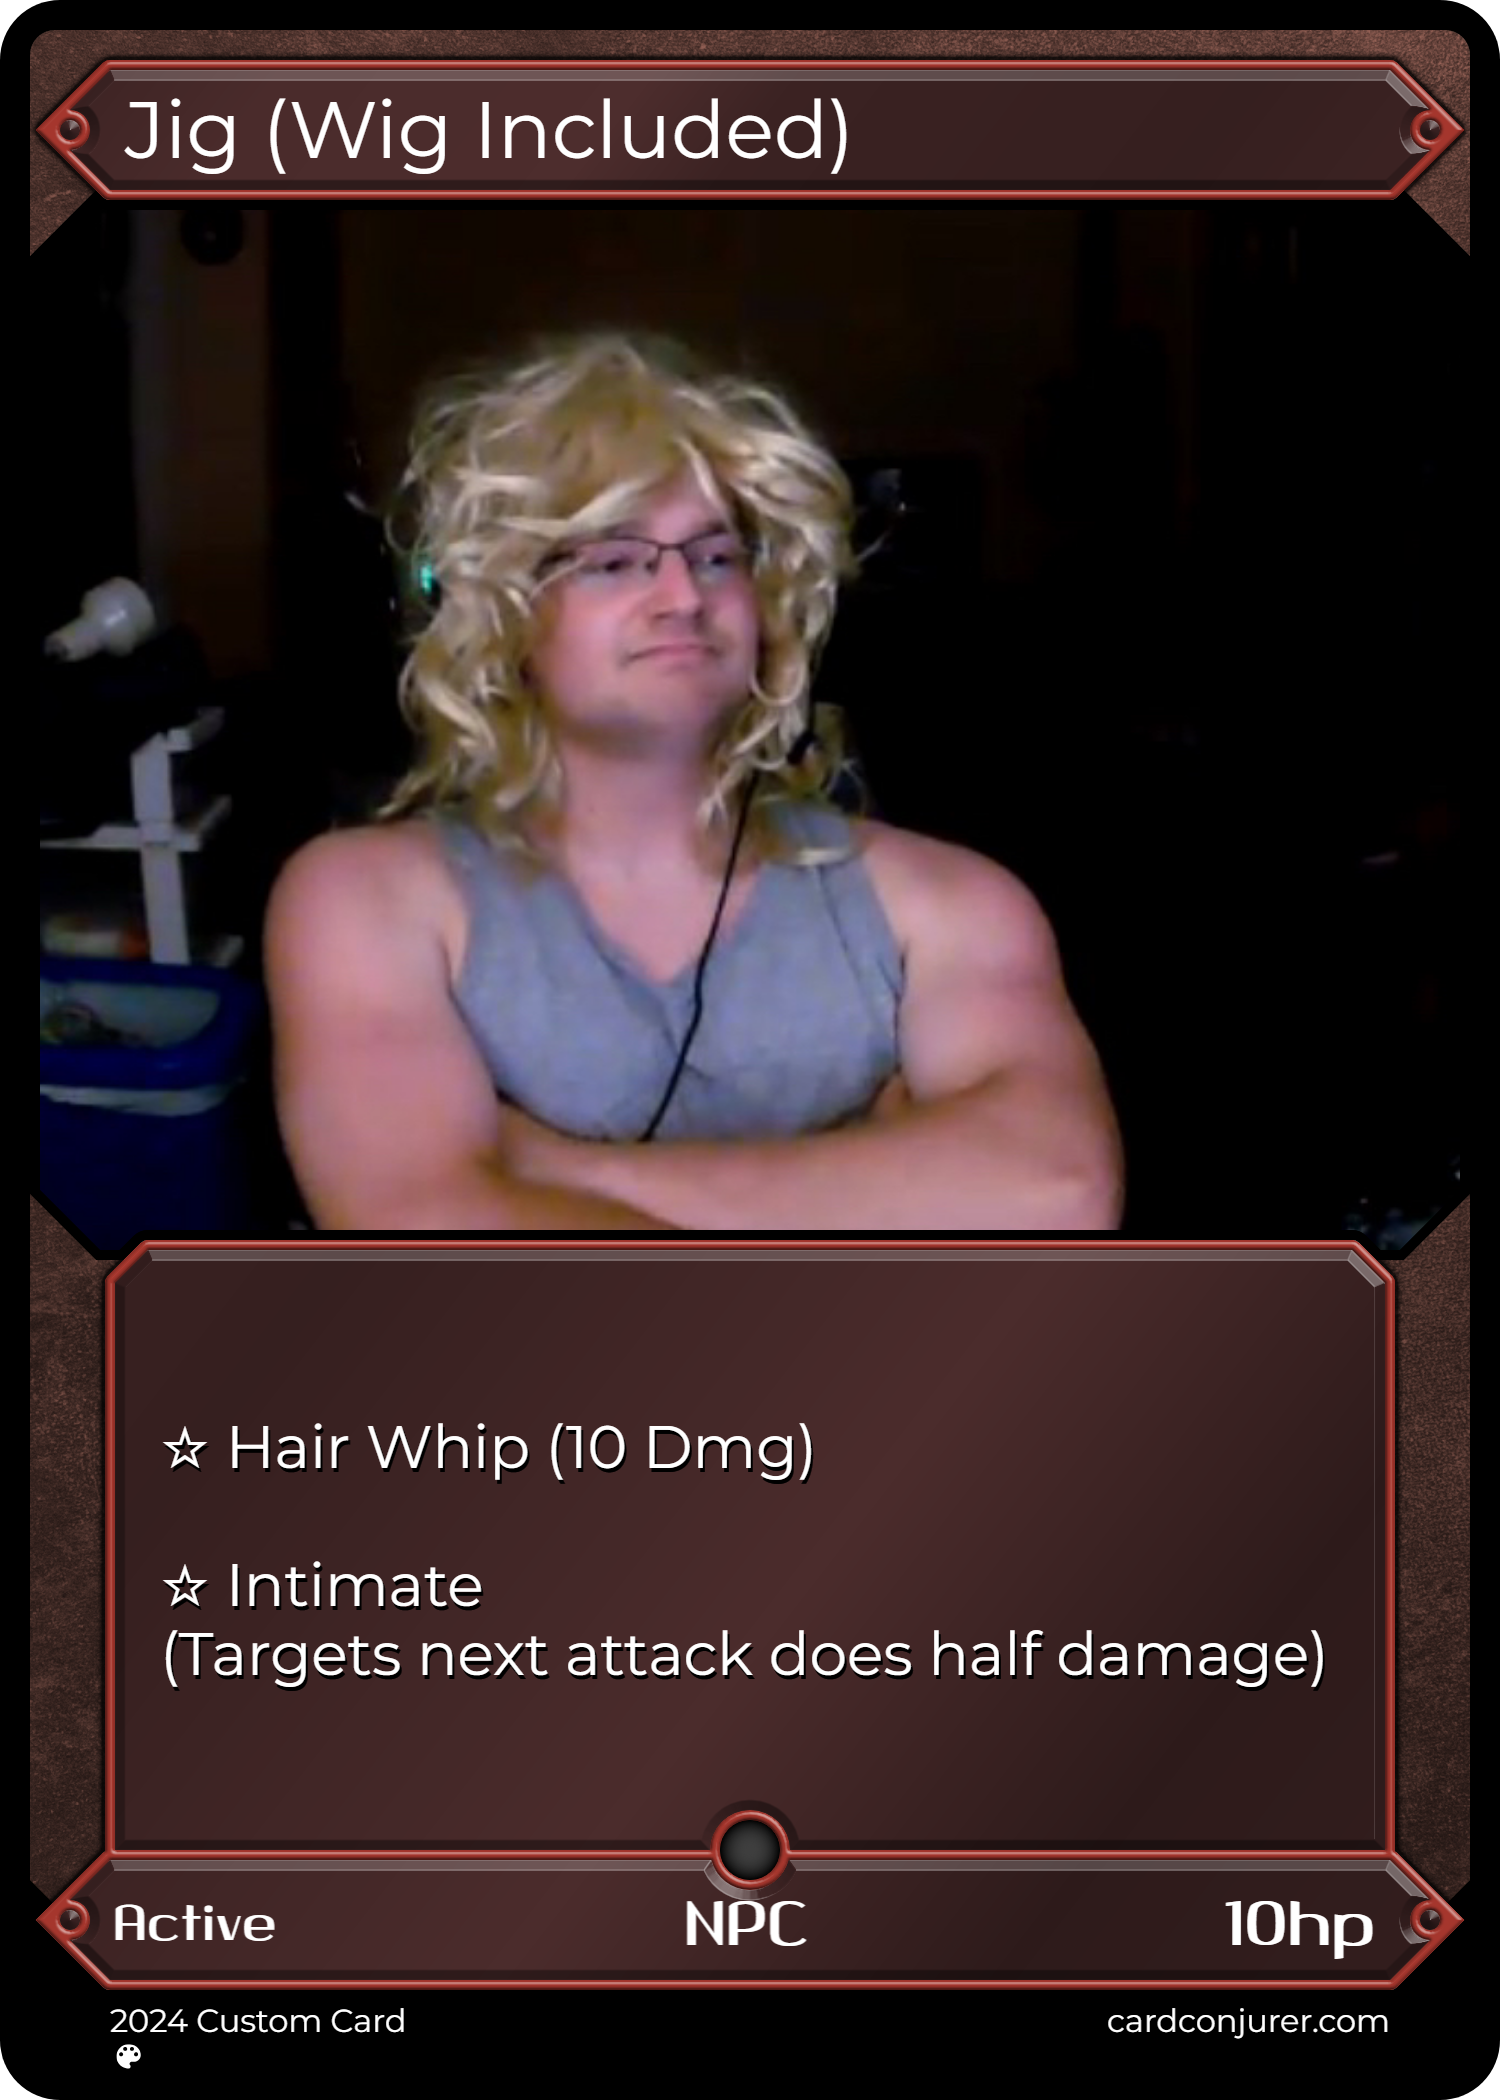 Jig (Wig Included)
☆ Hair Whip (10 Dmg)
☆ Intimate
(Targets next attack does half damage)
Active
NPC
10hp
2024 Custom Card
cardconjurer.com